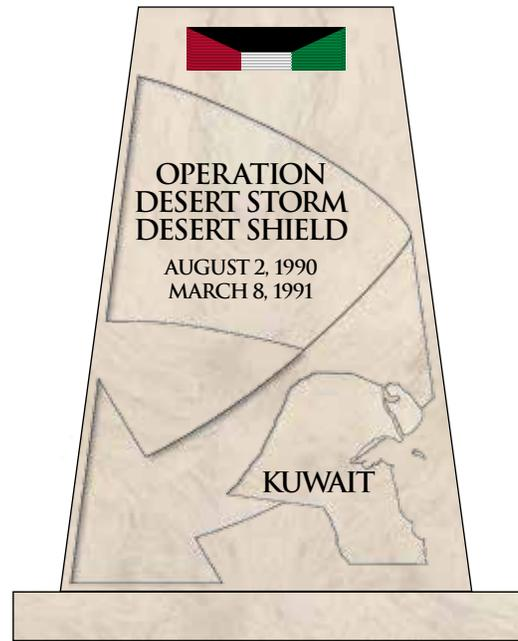 OPERATION
DESERT STORM
DESERT SHIELD
AUGUST 2, 1990
MARCH 8, 1991
KUWAIT